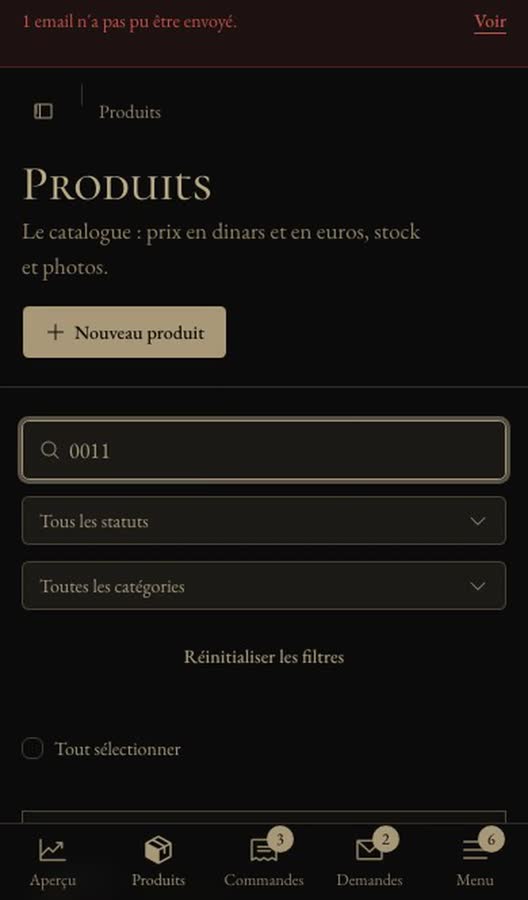 1 email n'a pas pu être envoyé.
Voir
Produits
Produits
Le catalogue : prix en dinars et en euros, stock
et photos.
Nouveau produit
0011
Tous les statuts
Toutes les catégories
Réinitialiser les filtres
Tout sélectionner
3
2
6
Aperçu
Produits
Commandes
Demandes
Menu